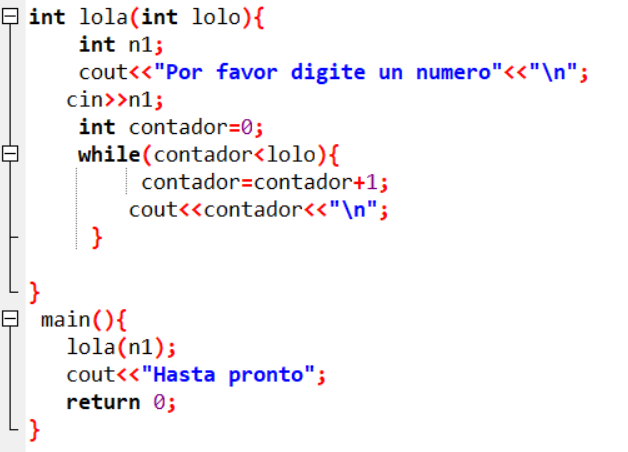 int lola(int lolo){
int n1;
cout<<"Por favor digite un numero"<<"\n";
cin>>n1;
int contador=0;
while(contador<lolo){
contador=contador+1;
cout<<contador<<"\n";
}
}
main(){
lola(n1);
cout<<"Hasta pronto";
return 0;
}